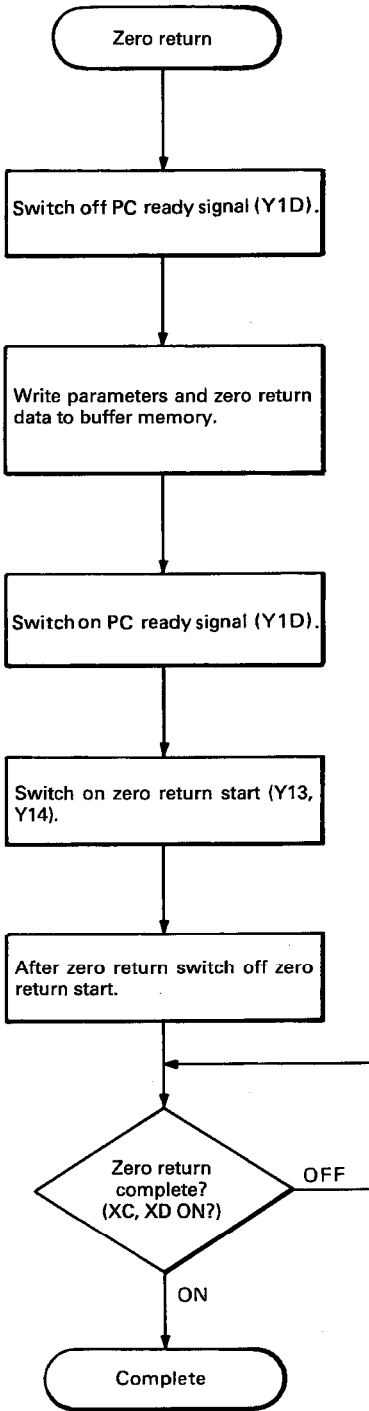 Zero return
Switch off PC ready signal (Y1D).
Write parameters and zero return
data to buffer memory.
Switch on PC ready signal (Y1D).
Switch on zero return start (Y13,
Y14).
After zero return switch off zero
return start.
Zero return
complete?
(XC, XD ON?)
OFF
ON
Complete